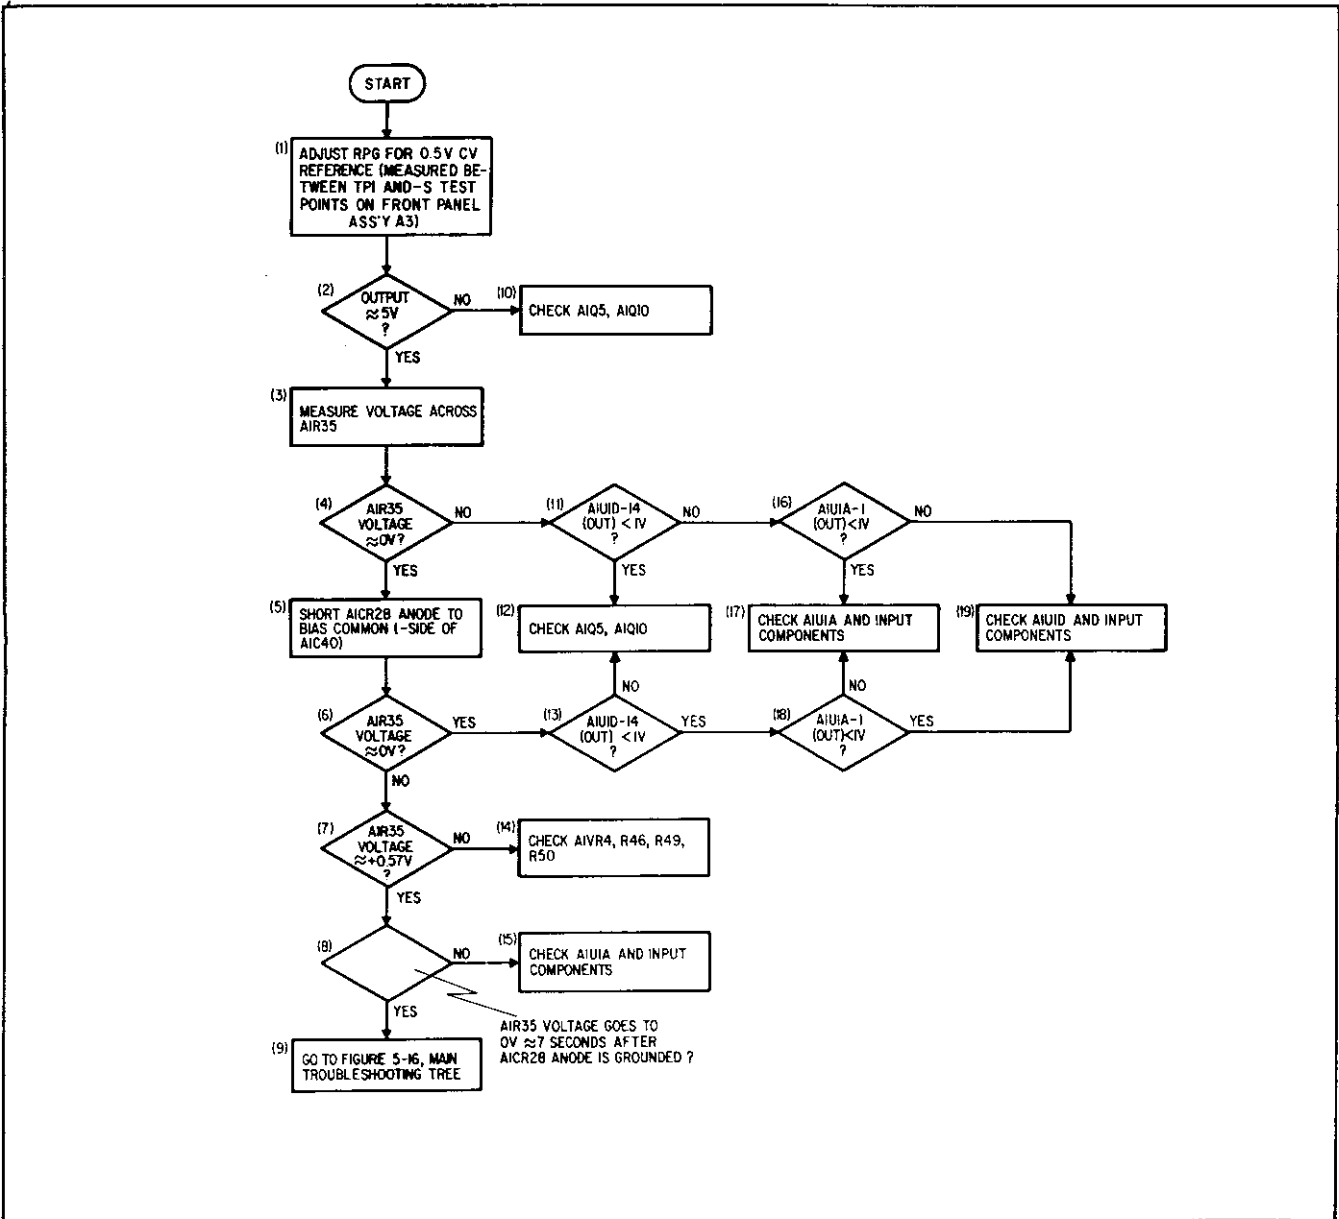 START
(1)
ADJUST RPG FOR 0.5V CV
REFERENCE (MEASURED BE-
TWEEN TP1 AND-S TEST
POINTS ON FRONT PANEL
ASS'Y A3)
(2)
OUTPUT
≈5V
?
NO
YES
(10)
CHECK A1Q5, A1Q10
(3)
MEASURE VOLTAGE ACROSS
A1R35
(4)
A1R35
VOLTAGE
≈0V?
NO
YES
(11)
A1U1D-14
(OUT) <1V
?
NO
YES
(16)
A1U1A-1
(OUT)<1V
?
NO
YES
(5)
SHORT A1CR28 ANODE TO
BIAS COMMON (-SIDE OF
A1C40)
(12)
CHECK A1Q5, A1Q10
(17)
CHECK A1U1A AND INPUT
COMPONENTS
(19)
CHECK A1U1D AND INPUT
COMPONENTS
(6)
A1R35
VOLTAGE
≈0V?
YES
NO
(13)
A1U1D-14
(OUT) <1V
?
NO
YES
(18)
A1U1A-1
(OUT)<1V
?
NO
YES
(7)
A1R35
VOLTAGE
≈+0.57V
?
NO
YES
(14)
CHECK A1VR4, R46, R49,
R50
(8)
NO
YES
(15)
CHECK A1U1A AND INPUT
COMPONENTS
A1R35 VOLTAGE GOES TO
0V ≈7 SECONDS AFTER
A1CR28 ANODE IS GROUNDED ?
(9)
GO TO FIGURE 5-16, MAIN
TROUBLESHOOTING TREE